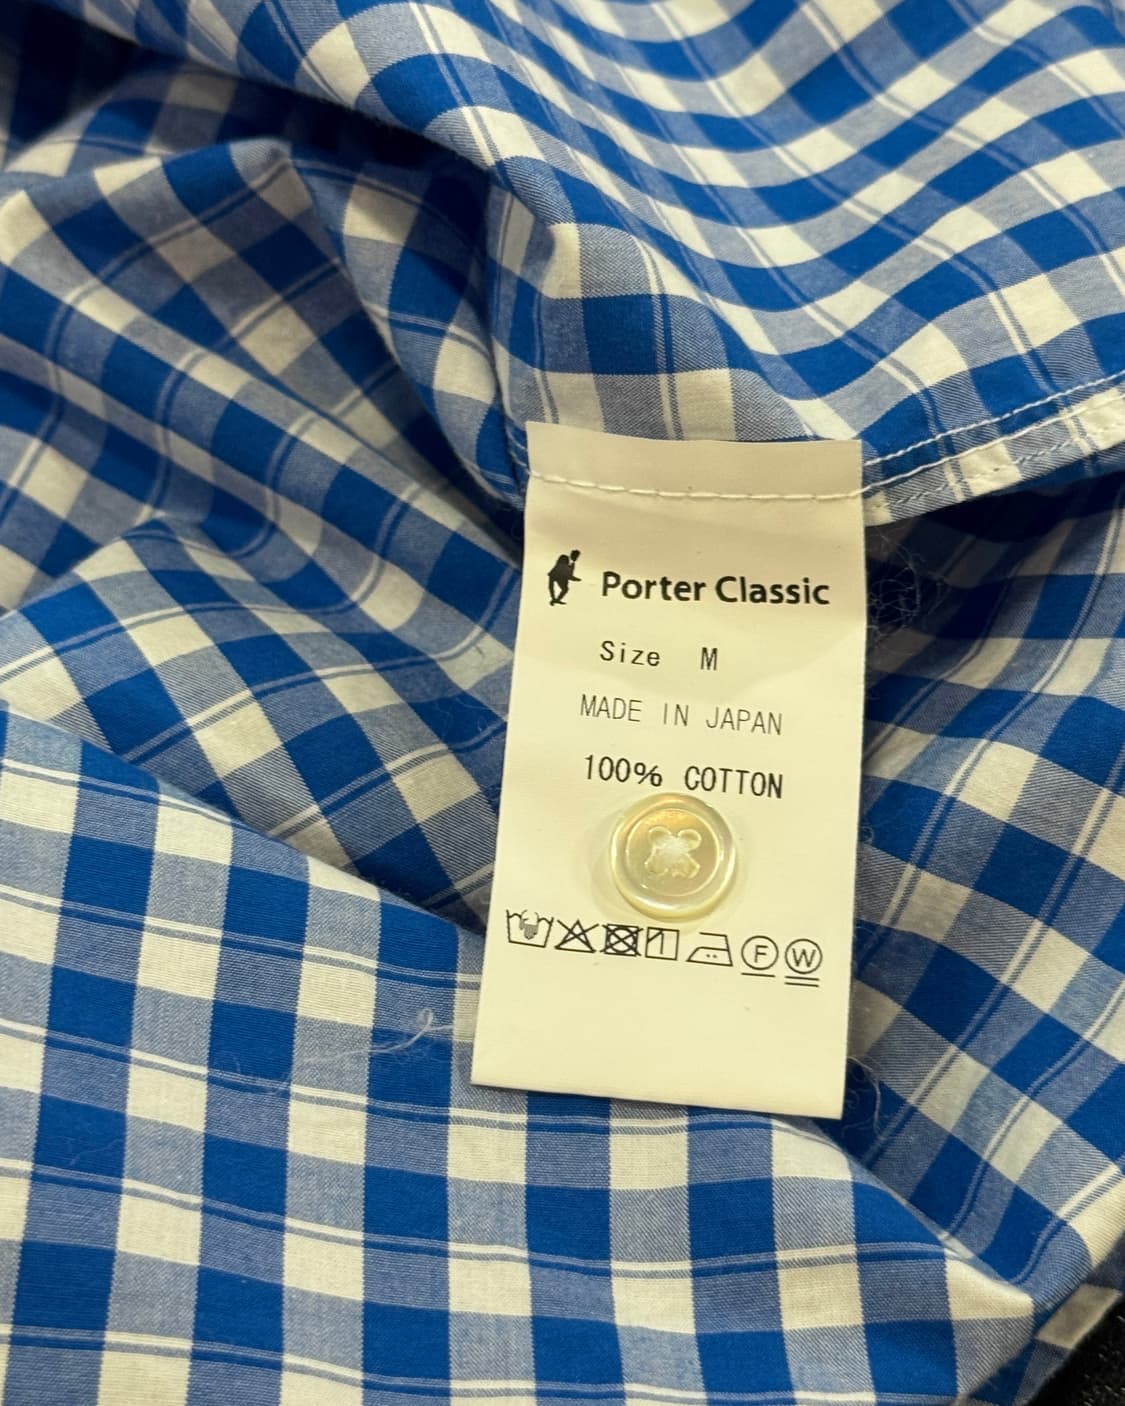 Porter Classic
Size M
MADE IN JAPAN
100% COTTON
F W